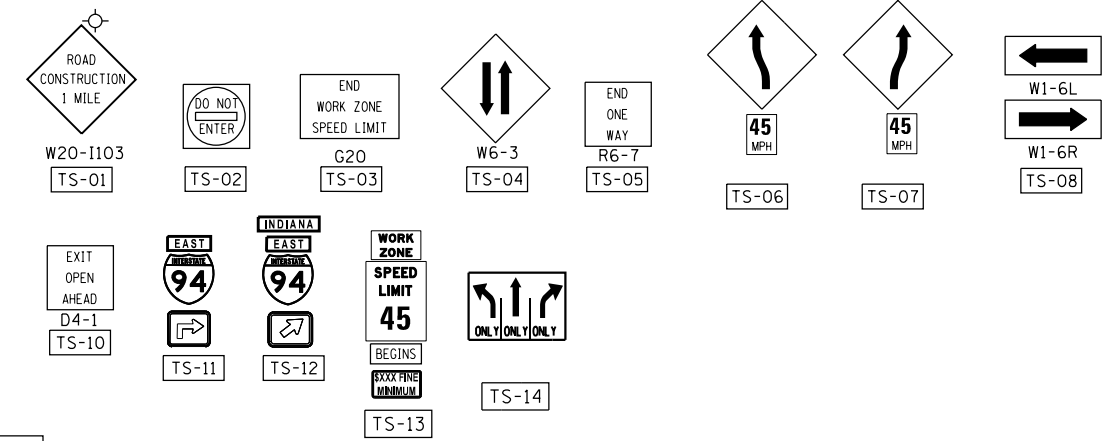 ROAD
CONSTRUCTION
1 MILE
W20-I103
TS-01
DO NOT
ENTER
TS-02
END
WORK ZONE
SPEED LIMIT
G20
TS-03
W6-3
TS-04
END
ONE
WAY
R6-7
TS-05
45
MPH
TS-06
45
MPH
TS-07
W1-6L
W1-6R
TS-08
EXIT
OPEN
AHEAD
D4-1
TS-10
EAST
INTERSTATE
94
TS-11
INDIANA
EAST
INTERSTATE
94
TS-12
WORK
ZONE
SPEED
LIMIT
45
BEGINS
$XXX FINE
MINIMUM
TS-13
ONLY ONLY ONLY
TS-14